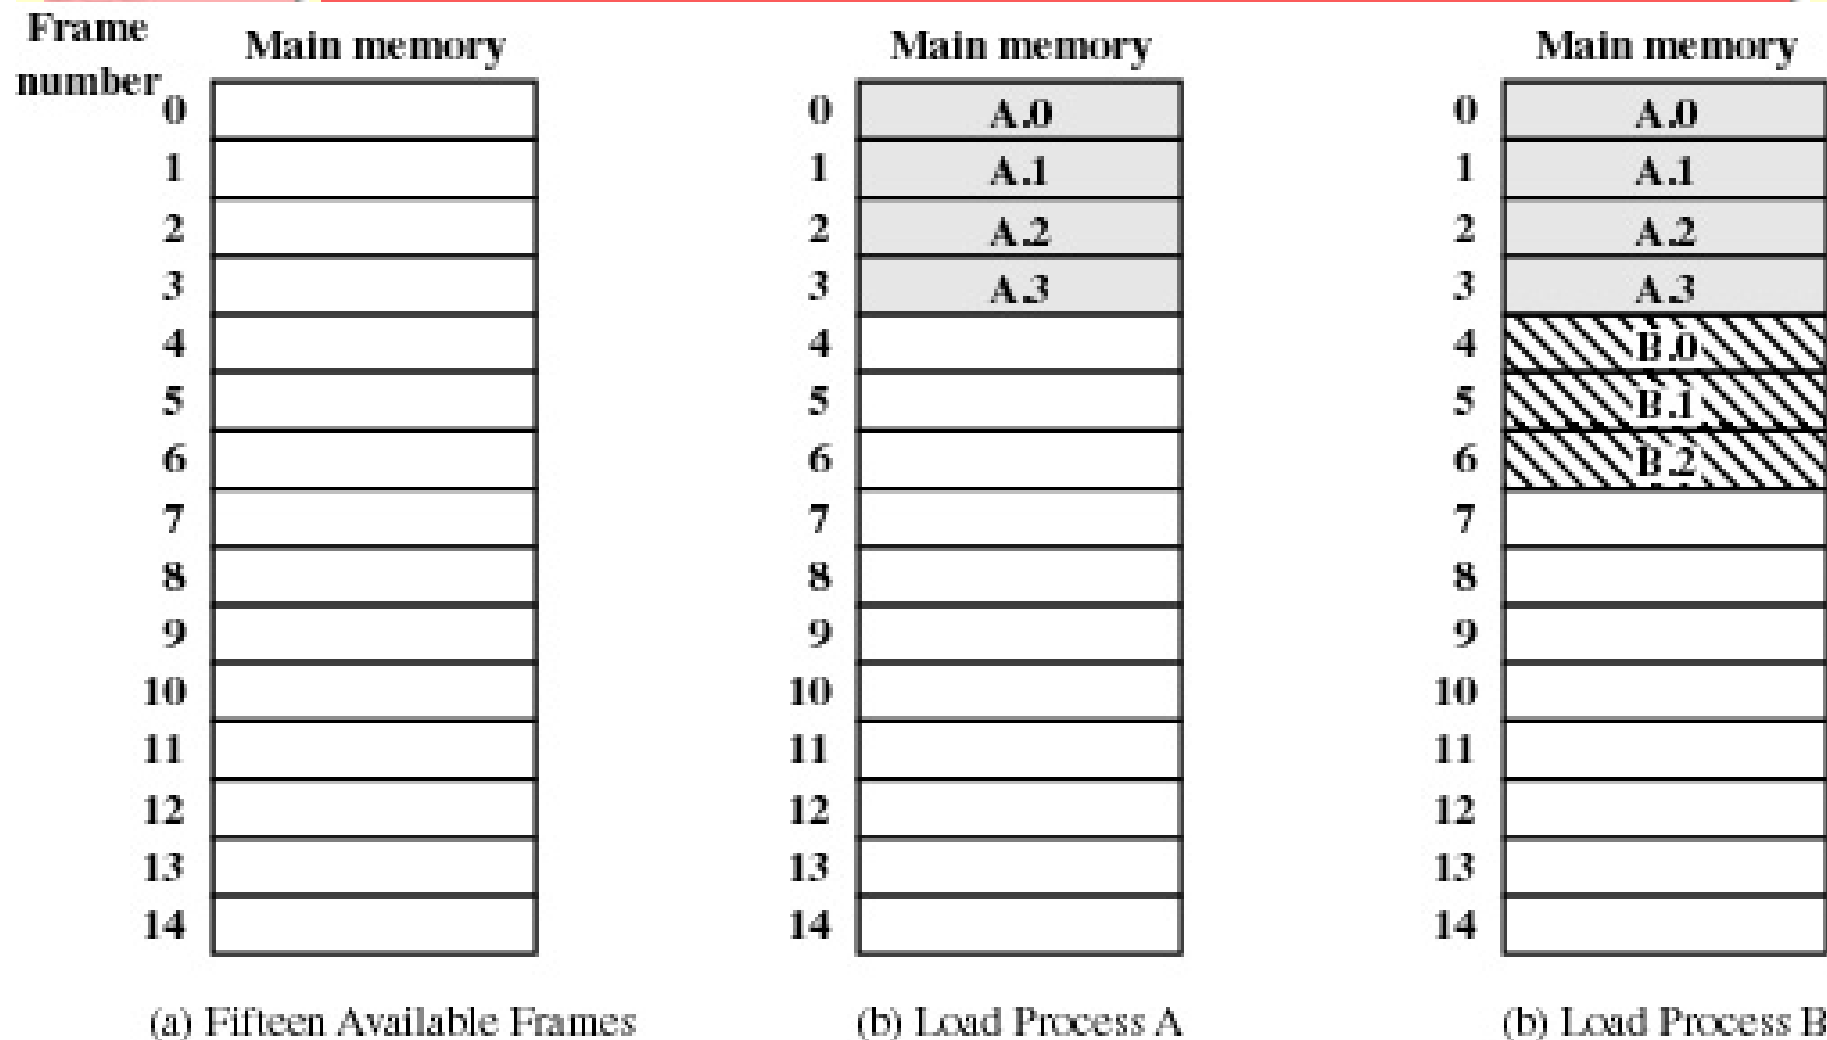 Frame
number
Main memory
0
1
2
3
4
5
6
7
8
9
10
11
12
13
14
(a) Fifteen Available Frames
Main memory
0 A.0
1 A.1
2 A.2
3 A.3
4
5
6
7
8
9
10
11
12
13
14
(b) Load Process A
Main memory
0 A.0
1 A.1
2 A.2
3 A.3
4 B.0
5 B.1
6 B.2
7
8
9
10
11
12
13
14
(b) Load Process B